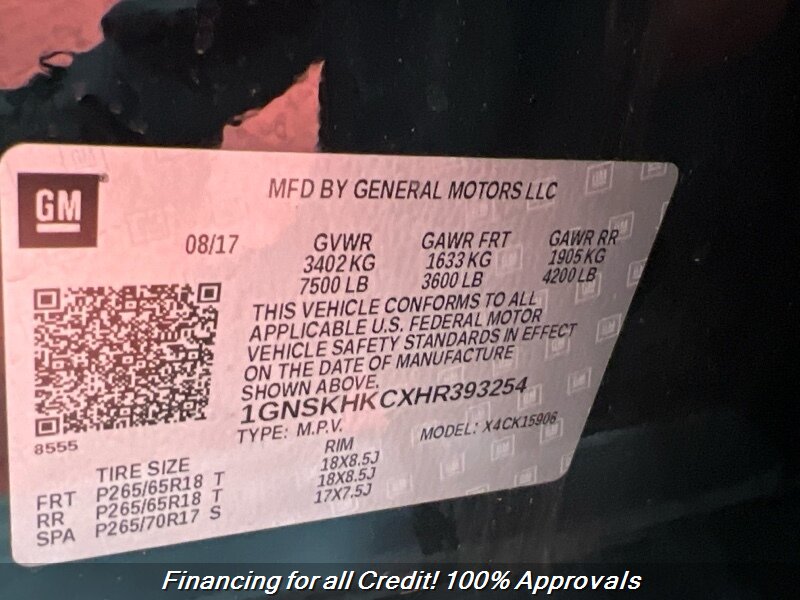 GM
MFD BY GENERAL MOTORS LLC
08/17 GVWR GAWR FRT GAWR RR
3402 KG 1633 KG 1905 KG
7500 LB 3600 LB 4200 LB
THIS VEHICLE CONFORMS TO ALL
APPLICABLE U.S. FEDERAL MOTOR
VEHICLE SAFETY STANDARDS IN EFFECT
ON THE DATE OF MANUFACTURE
SHOWN ABOVE.
1GNSKHKCXHR393254
8555
TYPE: M.P.V. MODEL: X4CK15906
TIRE SIZE RIM
FRT P265/65R18 T 18X8.5J
RR P265/65R18 T 18X8.5J
SPA P265/70R17 S 17X7.5J
Financing for all Credit! 100% Approvals